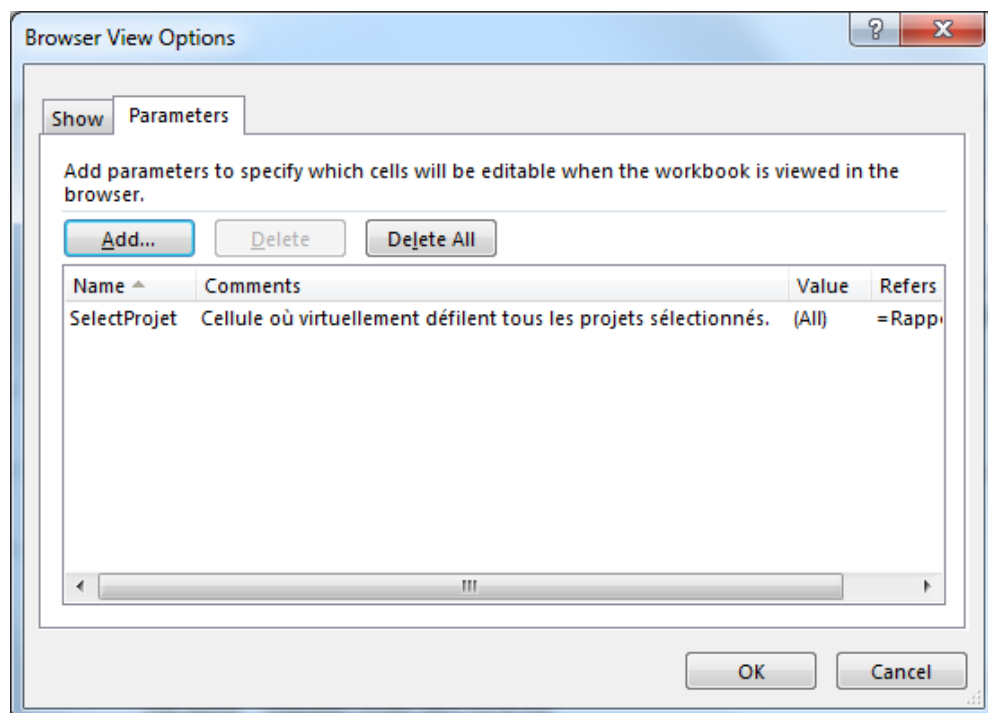 Browser View Options
Show Parameters
Add parameters to specify which cells will be editable when the workbook is viewed in the
browser.
Add... Delete Delete All
Name Comments Value Refers
SelectProjet Cellule où virtuellement défilent tous les projets sélectionnés. (All) =Rapp
OK Cancel